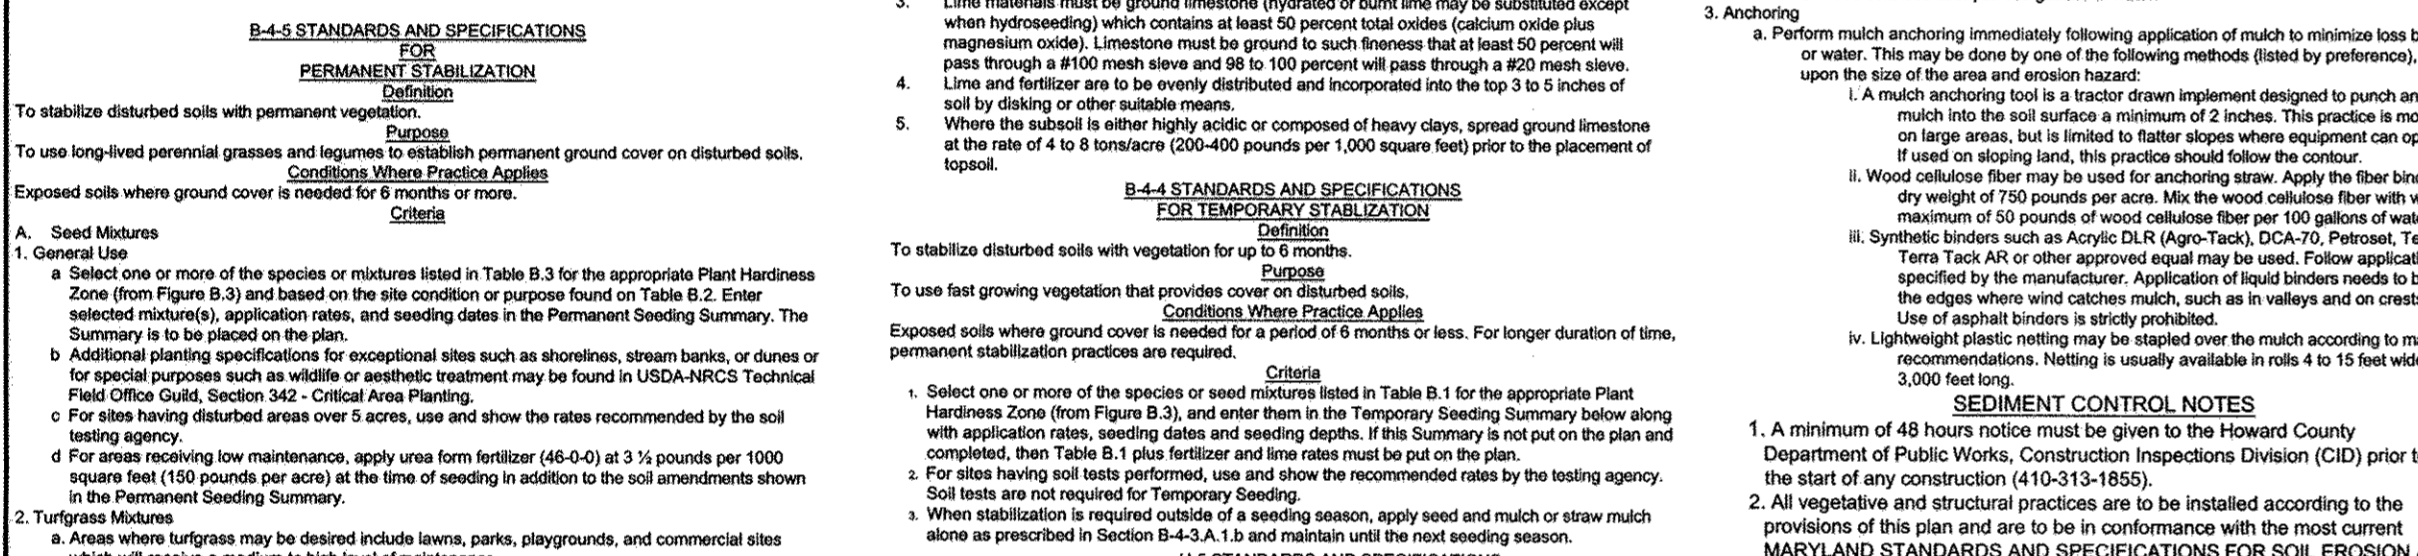 B-4-5 STANDARDS AND SPECIFICATIONS
FOR
PERMANENT STABILIZATION
Definition
To stabilize disturbed soils with permanent vegetation.
Purpose
To use long-lived perennial grasses and legumes to establish permanent ground cover on disturbed soils.
Conditions Where Practice Applies
Exposed soils where ground cover is needed for 6 months or more.
Criteria
A. Seed Mixtures
1. General Use
a Select one or more of the species or mixtures listed in Table B.3 for the appropriate Plant Hardiness
Zone (from Figure B.3) and based on the site condition or purpose found on Table B.2. Enter
selected mixture(s), application rates, and seeding dates in the Permanent Seeding Summary. The
Summary is to be placed on the plan.
b Additional planting specifications for exceptional sites such as shorelines, stream banks, or dunes or
for special purposes such as wildlife or aesthetic treatment may be found in USDA-NRCS Technical
Field Office Guild, Section 342 - Critical Area Planting.
c For sites having disturbed areas over 5 acres, use and show the rates recommended by the soil
testing agency.
d For areas receiving low maintenance, apply urea form fertilizer (46-0-0) at 3 ½ pounds per 1000
square feet (150 pounds per acre) at the time of seeding in addition to the soil amendments shown
in the Permanent Seeding Summary.
2. Turfgrass Mixtures
a. Areas where turfgrass may be desired include lawns, parks, playgrounds, and commercial sites
which will receive a medium to high level of maintenance.
3. Lime materials must be ground limestone (hydrated or burnt lime may be substituted except
when hydroseeding) which contains at least 50 percent total oxides (calcium oxide plus
magnesium oxide). Limestone must be ground to such fineness that at least 50 percent will
pass through a #100 mesh sieve and 98 to 100 percent will pass through a #20 mesh sieve.
4. Lime and fertilizer are to be evenly distributed and incorporated into the top 3 to 5 inches of
soil by disking or other suitable means.
5. Where the subsoil is either highly acidic or composed of heavy clays, spread ground limestone
at the rate of 4 to 8 tons/acre (200-400 pounds per 1,000 square feet) prior to the placement of
topsoil.
B-4-4 STANDARDS AND SPECIFICATIONS
FOR TEMPORARY STABLIZATION
Definition
To stabilize disturbed soils with vegetation for up to 6 months.
Purpose
To use fast growing vegetation that provides cover on disturbed soils.
Conditions Where Practice Applies
Exposed soils where ground cover is needed for a period of 6 months or less. For longer duration of time,
permanent stabilization practices are required.
Criteria
1. Select one or more of the species or seed mixtures listed in Table B.1 for the appropriate Plant
Hardiness Zone (from Figure B.3), and enter them in the Temporary Seeding Summary below along
with application rates, seeding dates and seeding depths. If this Summary is not put on the plan and
completed, then Table B.1 plus fertilizer and lime rates must be put on the plan.
2. For sites having soil tests performed, use and show the recommended rates by the testing agency.
Soil tests are not required for Temporary Seeding.
3. When stabilization is required outside of a seeding season, apply seed and mulch or straw mulch
alone as prescribed in Section B-4-3.A.1.b and maintain until the next seeding season.
STANDARDS AND SPECIFICATIONS
3. Anchoring
a. Perform mulch anchoring immediately following application of mulch to minimize loss b
or water. This may be done by one of the following methods (listed by preference),
upon the size of the area and erosion hazard:
i. A mulch anchoring tool is a tractor drawn implement designed to punch an
mulch into the soil surface a minimum of 2 inches. This practice is mo
on large areas, but is limited to flatter slopes where equipment can op
If used on sloping land, this practice should follow the contour.
ii. Wood cellulose fiber may be used for anchoring straw. Apply the fiber bin
dry weight of 750 pounds per acre. Mix the wood cellulose fiber with w
maximum of 50 pounds of wood cellulose fiber per 100 gallons of wat
iii. Synthetic binders such as Acrylic DLR (Agro-Tack), DCA-70, Petroset, Te
Terra Tack AR or other approved equal may be used. Follow applicati
specified by the manufacturer. Application of liquid binders needs to b
the edges where wind catches mulch, such as in valleys and on crest
Use of asphalt binders is strictly prohibited.
iv. Lightweight plastic netting may be stapled over the mulch according to m
recommendations. Netting is usually available in rolls 4 to 15 feet wid
3,000 feet long.
SEDIMENT CONTROL NOTES
1. A minimum of 48 hours notice must be given to the Howard County
Department of Public Works, Construction Inspections Division (CID) prior t
the start of any construction (410-313-1855).
2. All vegetative and structural practices are to be installed according to the
provisions of this plan and are to be in conformance with the most current
MARYLAND STANDARDS AND SPECIFICATIONS FOR SOIL EROSION